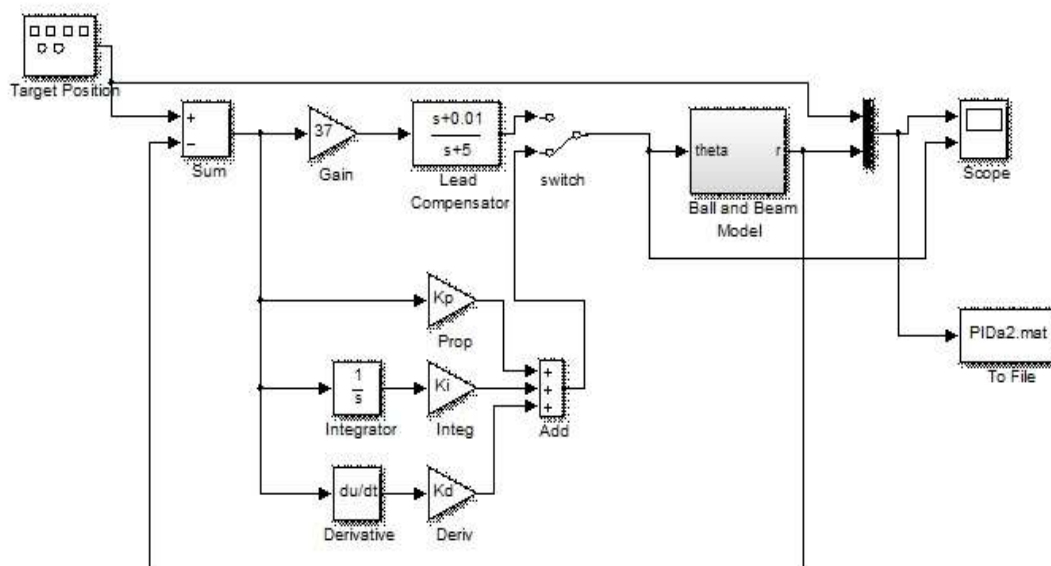 Target Position
+
−
Sum
37
Gain
s+0.01
s+5
Lead
Compensator
switch
theta
r
Ball and Beam
Model
Scope
Kp
Prop
1
s
Integrator
Ki
Integ
+
+
+
Add
PIDa2.mat
To File
du/dt
Derivative
Kd
Deriv